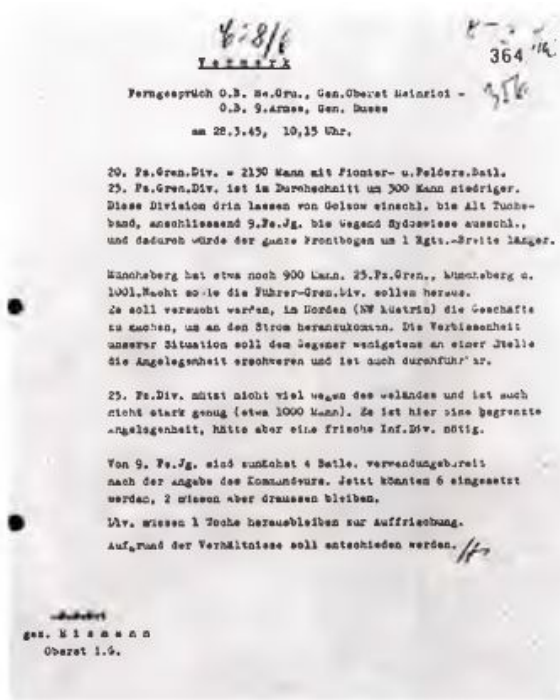 364
Vermerk
Ferngespräch O.B. He.Gru., Gen.Oberst Heinrici -
O.B. 9.Armee, Gen. Busse
am 28.3.45, 10,15 Uhr.
20. Pz.Gren.Div. = 2150 Mann mit Pionier- u.Felders.Batl.
25. Pz.Gren.Div. ist im Durchschnitt um 300 Mann niedriger.
Diese Division drin lassen von Golzow einschl. bis Alt Tuche-
band, anschliessend 9.Fs.Jg. bis Gegend Sydowswiese ausschl.,
und dadurch würde der ganze Frontbogen um 1 Rgts.-Breite länger.
Müncheberg hat etwa noch 900 Mann. 25.Pz.Gren., Müncheberg u.
1001.Nacht sowie die Führer-Gren.Div. sollen heraus.
Es soll versucht werden, im Norden (NW Küstrin) die Geschäfte
zu machen, um an den Strom heranzukommen. Die Verbissenheit
unserer Situation soll dem Gegner wenigstens an einer Stelle
die Angelegenheit erschweren und ist auch durchführbar.
25. Pz.Div. nützt nicht viel wegen des Geländes und ist auch
nicht stark genug (etwa 1000 Mann). Es ist hier eine begrenzte
Angelegenheit, hätte aber eine frische Inf.Div. nötig.
Von 9. Fs.Jg. sind zunächst 4 Batle. verwendungsbereit
nach der Angabe des Kommandeurs. Jetzt könnten 6 eingesetzt
werden, 2 müssen aber draussen bleiben.
Div. müssen 1 Woche herausbleiben zur Auffrischung.
Aufgrund der Verhältnisse soll entschieden werden.
gez. E i s m a n n
Oberst i.G.